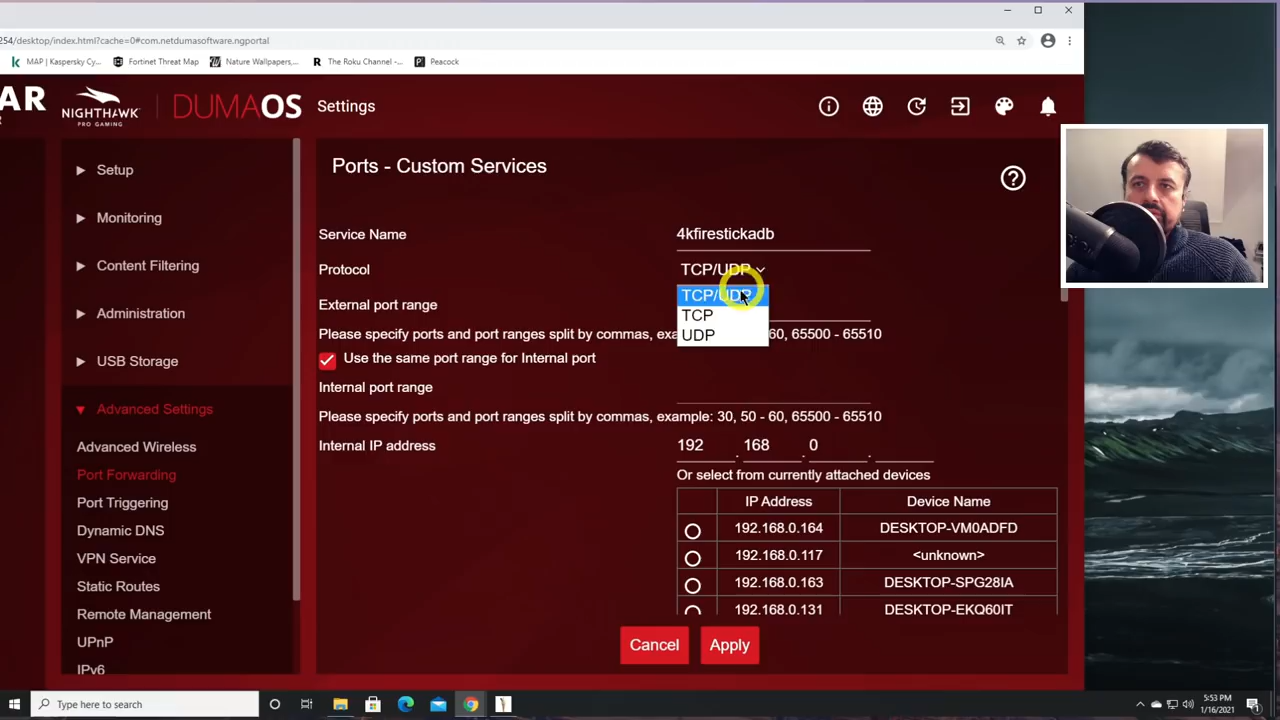 254/desktop/index.html?cache=0#com.netdumasoftware.ngportal
MAP | Kaspersky Cy...
Fortinet Threat Map
Nature Wallpapers,...
The Roku Channel -...
Peacock
AR
NIGHTHAWK
PRO GAMING
DUMAOS
Settings
Setup
Monitoring
Content Filtering
Administration
USB Storage
Advanced Settings
Advanced Wireless
Port Forwarding
Port Triggering
Dynamic DNS
VPN Service
Static Routes
Remote Management
UPnP
IPv6
Ports - Custom Services
Service Name 4kfirestickadb
Protocol TCP/UDP
TCP/UDP
TCP
UDP
External port range
Please specify ports and port ranges split by commas, exa 60, 65500 - 65510
Use the same port range for Internal port
Internal port range
Please specify ports and port ranges split by commas, example: 30, 50 - 60, 65500 - 65510
Internal IP address 192 . 168 . 0 .
Or select from currently attached devices
IP Address Device Name
192.168.0.164 DESKTOP-VM0ADFD
192.168.0.117 <unknown>
192.168.0.163 DESKTOP-SPG28IA
192.168.0.131 DESKTOP-EKQ60IT
Cancel Apply
Type here to search
5:53 PM
1/16/2021